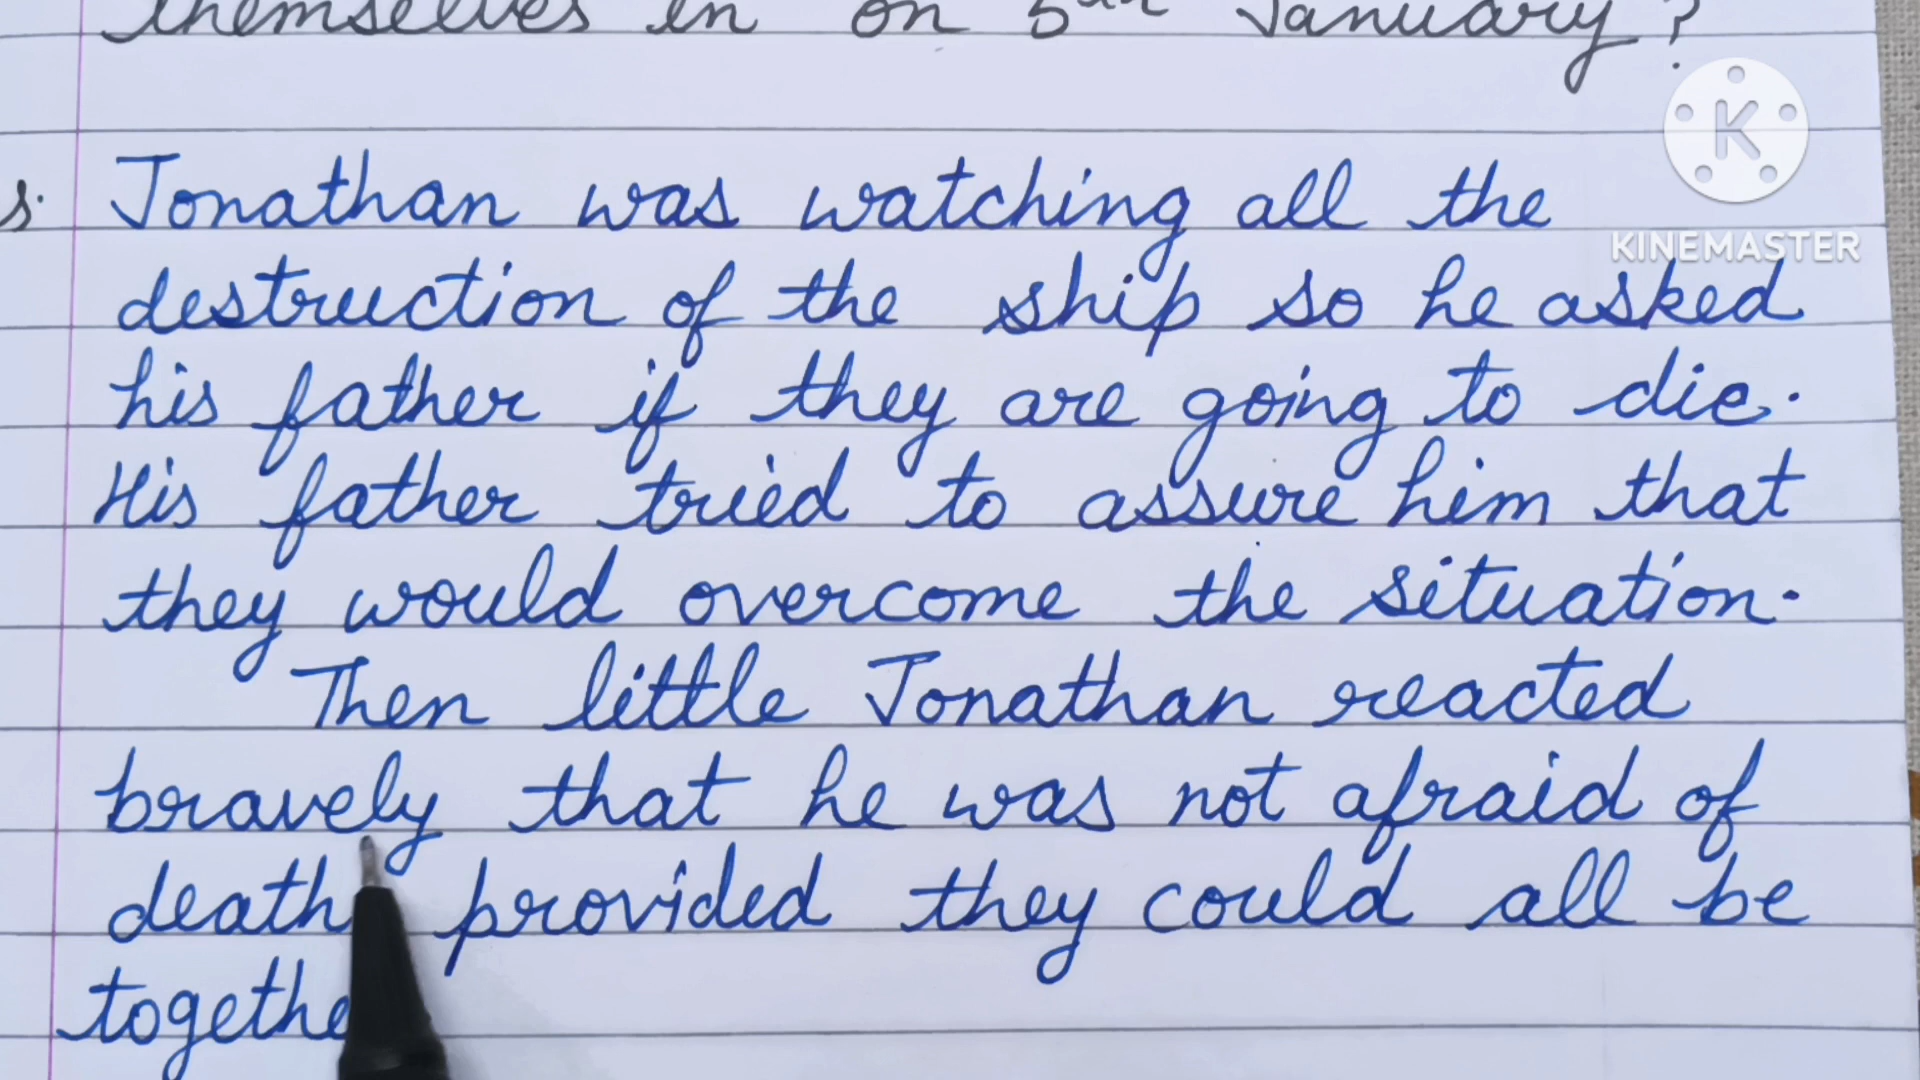 themselves in on 5th January?
s. Jonathan was watching all the
KINEMASTER
destruction of the ship so he asked
his father if they are going to die.
His father tried to assure him that
they would overcome the situation.
Then little Jonathan reacted
bravely that he was not afraid of
death provided they could all be
togethe